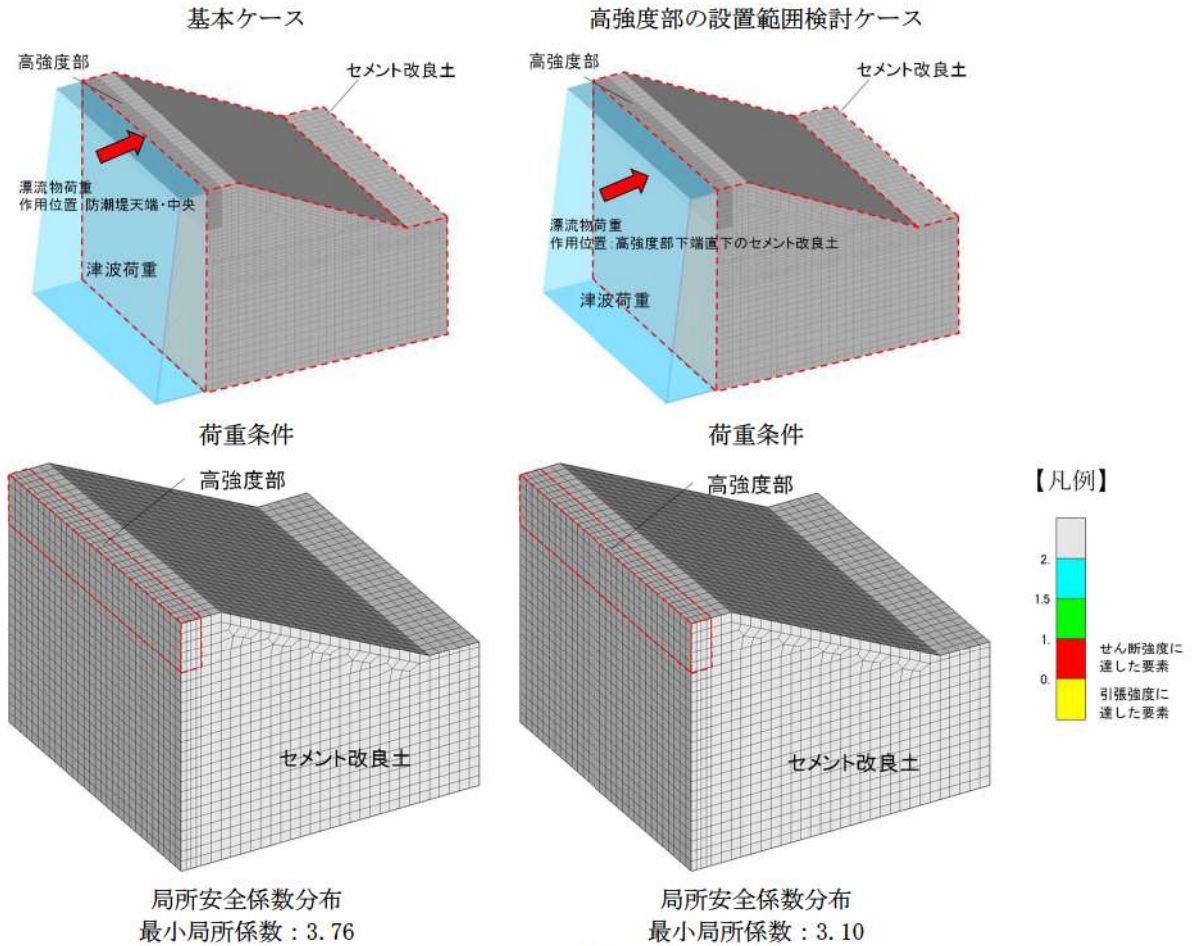 基本ケース
高強度部
セメント改良土
漂流物荷重
作用位置:防潮堤天端・中央
津波荷重
荷重条件
高強度部の設置範囲検討ケース
高強度部
セメント改良土
漂流物荷重
作用位置:高強度部下端直下のセメント改良土
津波荷重
荷重条件
高強度部
セメント改良土
局所安全係数分布
最小局所係数:3.76
高強度部
セメント改良土
局所安全係数分布
最小局所係数:3.10
【凡例】
2.
1.5
1.
せん断強度に
達した要素
0.
引張強度に
達した要素